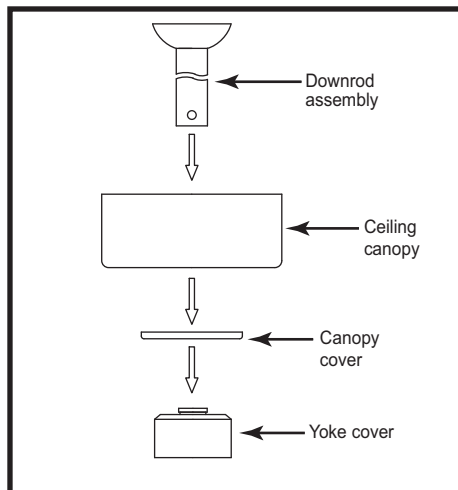 Downrod
assembly
Ceiling
canopy
Canopy
cover
Yoke cover